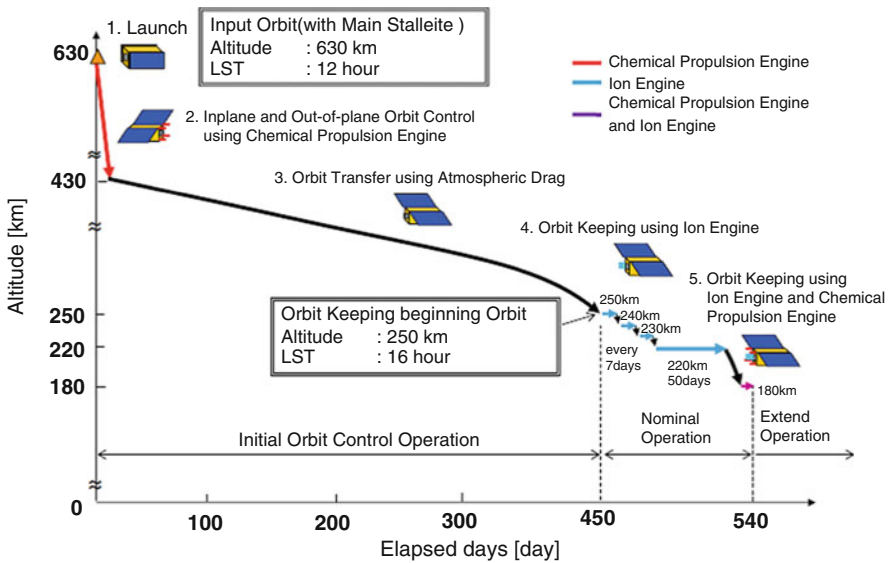 1. Launch
Input Orbit(with Main Stalleite )
Altitude : 630 km
LST : 12 hour
Chemical Propulsion Engine
Ion Engine
Chemical Propulsion Engine
and Ion Engine
2. Inplane and Out-of-plane Orbit Control
using Chemical Propulsion Engine
3. Orbit Transfer using Atmospheric Drag
4. Orbit Keeping using Ion Engine
5. Orbit Keeping using
Ion Engine and Chemical
Propulsion Engine
Orbit Keeping beginning Orbit
Altitude : 250 km
LST : 16 hour
250km
240km
230km
every
7days
220km
50days
180km
Initial Orbit Control Operation
Nominal
Operation
Extend
Operation
Altitude [km]
630
430
250
220
180
0
100
200
300
450
540
Elapsed days [day]